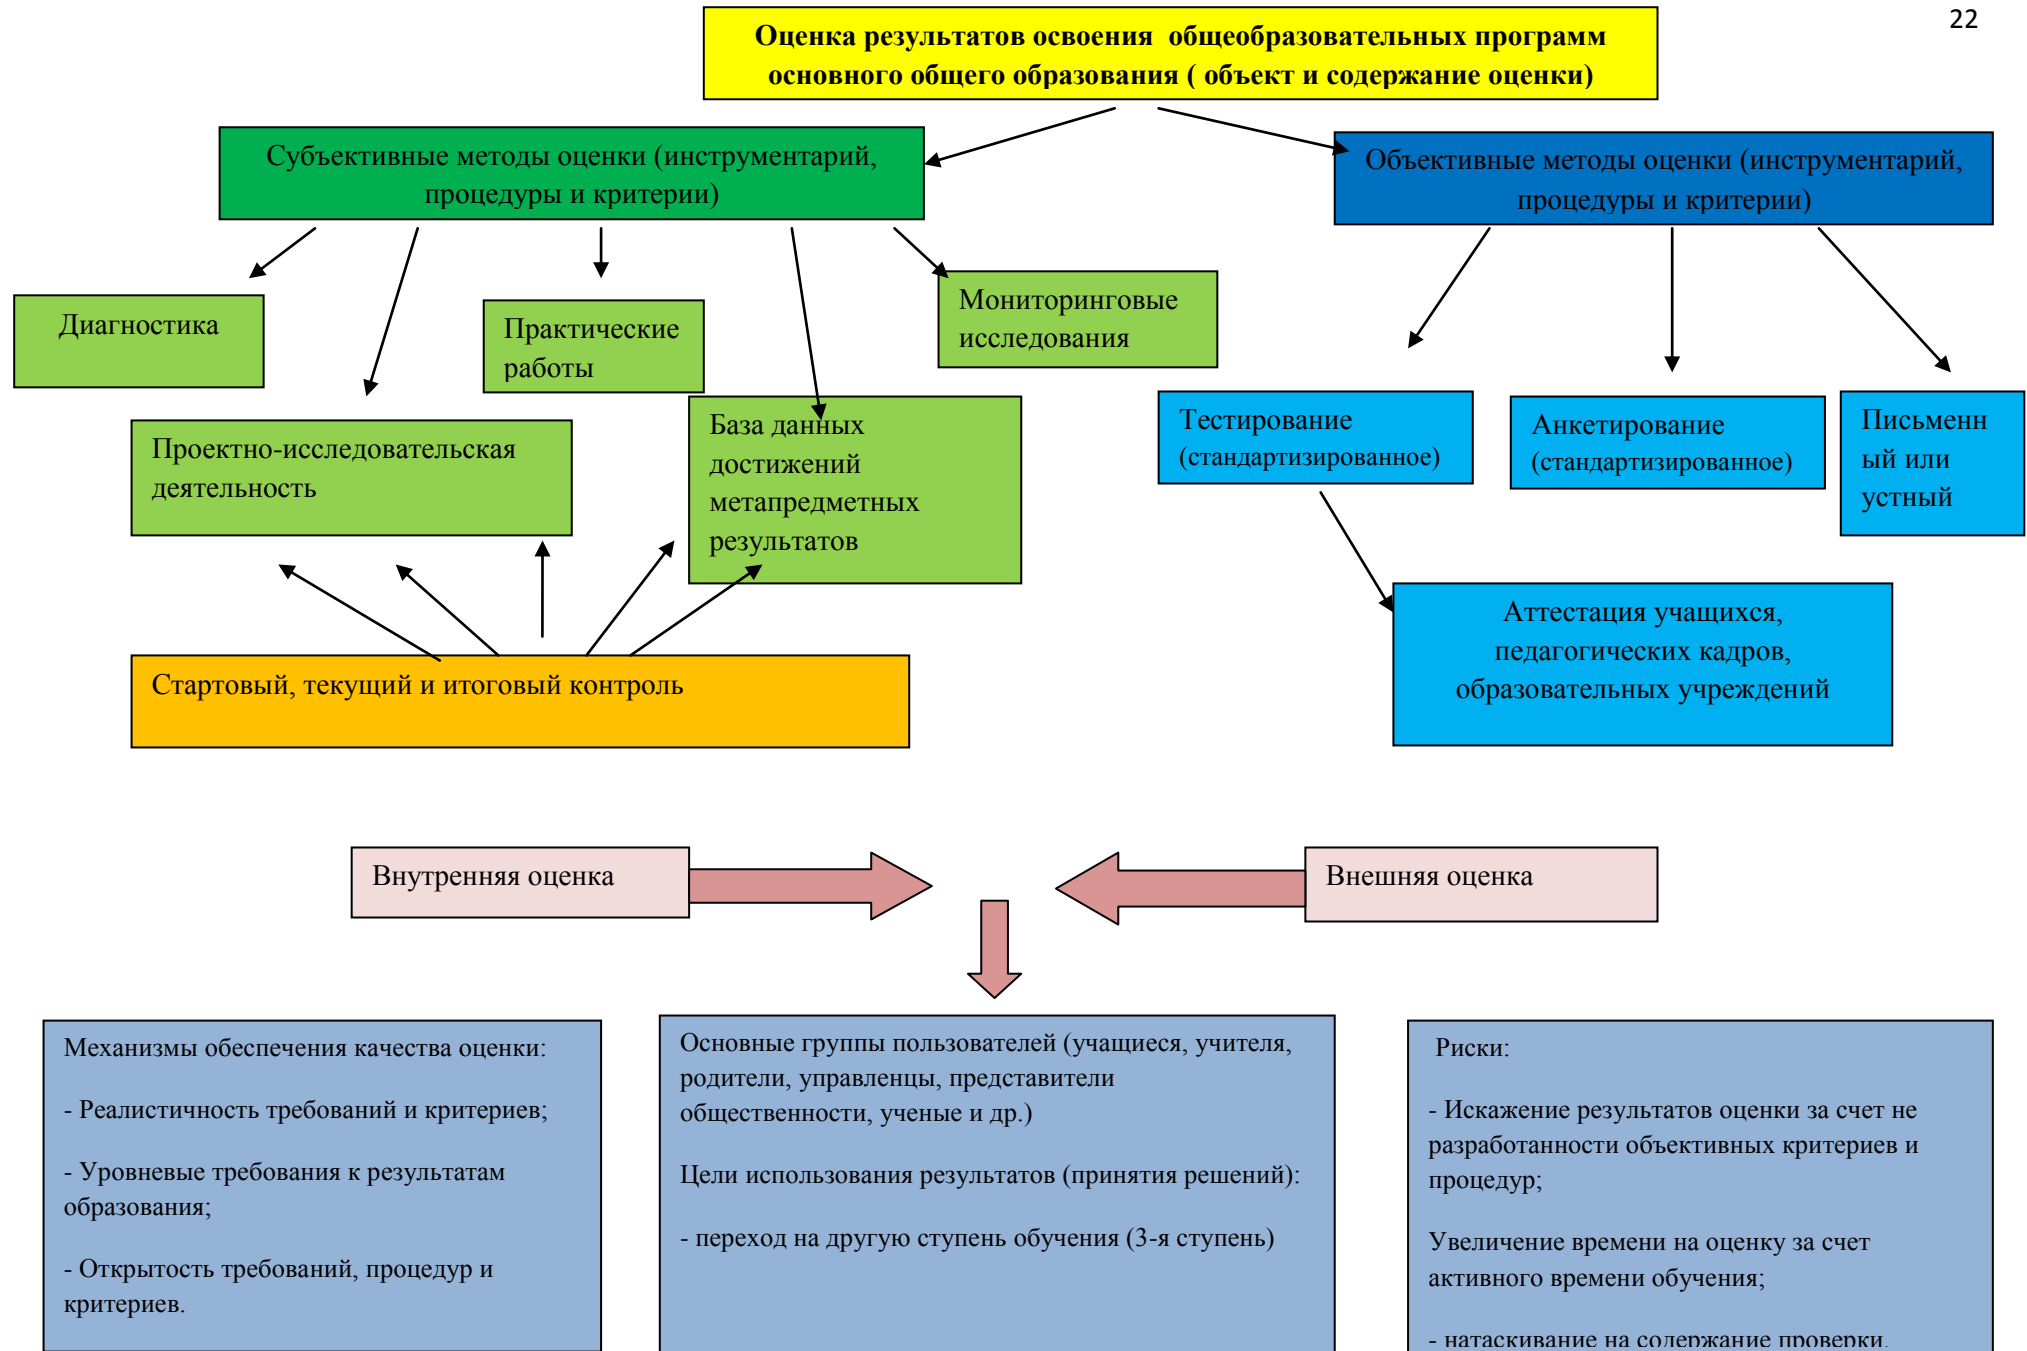 22
Оценка результатов освоения общеобразовательных программ
основного общего образования ( объект и содержание оценки)
Субъективные методы оценки (инструментарий,
процедуры и критерии)
Объективные методы оценки (инструментарий,
процедуры и критерии)
Диагностика
Практические
работы
Мониторинговые
исследования
Проектно-исследовательская
деятельность
База данных
достижений
метапредметных
результатов
Тестирование
(стандартизированное)
Анкетирование
(стандартизированное)
Письменн
ый или
устный
Стартовый, текущий и итоговый контроль
Аттестация учащихся,
педагогических кадров,
образовательных учреждений
Внутренняя оценка
Внешняя оценка
Механизмы обеспечения качества оценки:
- Реалистичность требований и критериев;
- Уровневые требования к результатам
образования;
- Открытость требований, процедур и
критериев.
Основные группы пользователей (учащиеся, учителя,
родители, управленцы, представители
общественности, ученые и др.)
Цели использования результатов (принятия решений):
- переход на другую ступень обучения (3-я ступень)
Риски:
- Искажение результатов оценки за счет не
разработанности объективных критериев и
процедур;
Увеличение времени на оценку за счет
активного времени обучения;
- натаскивание на содержание проверки.